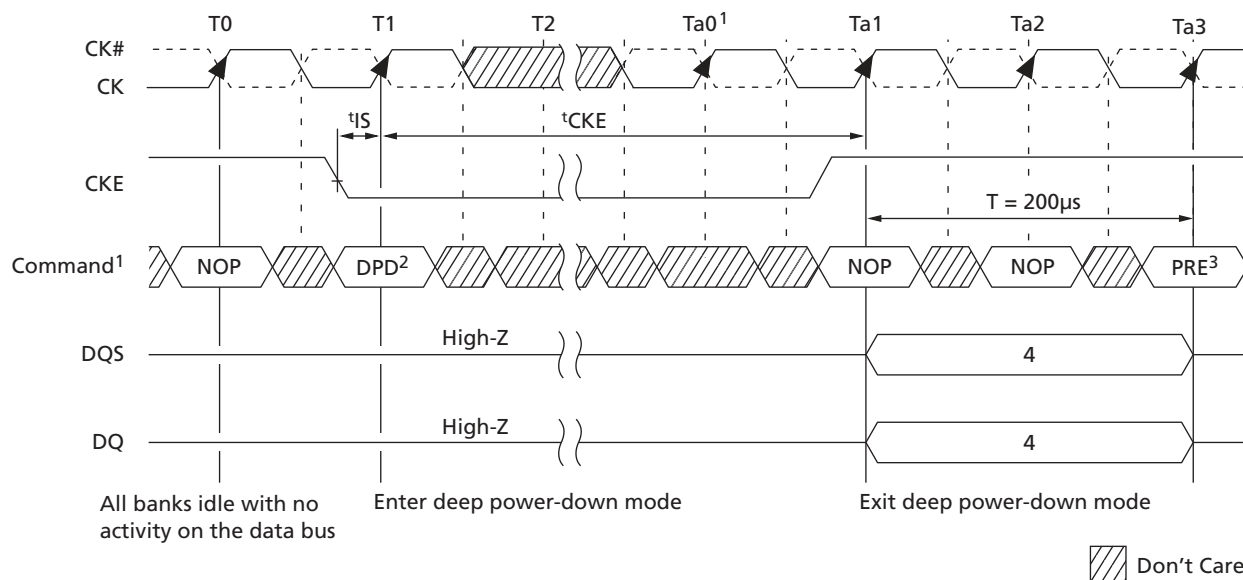 T0 T1 T2 Ta0¹ Ta1 Ta2 Ta3
CK#
CK
ᵗIS ᵗCKE
CKE
T = 200µs
Command¹ NOP DPD² NOP NOP PRE³
DQS High-Z 4
DQ High-Z 4
All banks idle with no
activity on the data bus
Enter deep power-down mode
Exit deep power-down mode
Don't Care